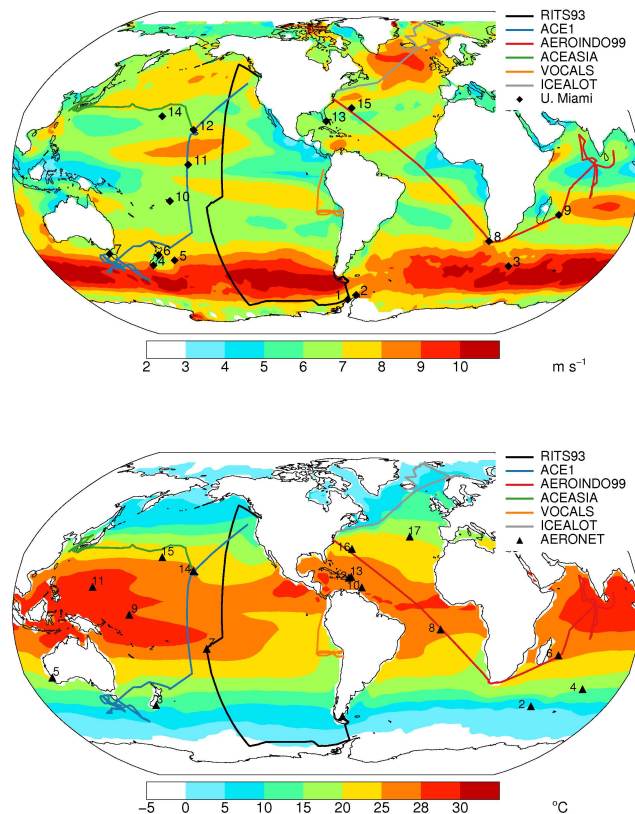 RITS93
ACE1
AEROINDO99
ACEASIA
VOCALS
ICEALOT
U. Miami
15
14
13
12
11
10
9
8
7
6
5
4
3
2
1
2 3 4 5 6 7 8 9 10 m s⁻¹
RITS93
ACE1
AEROINDO99
ACEASIA
VOCALS
ICEALOT
AERONET
17
16
15
14
13
11
10
9
8
7
6
5
4
2
−5 0 5 10 15 20 25 28 30 °C